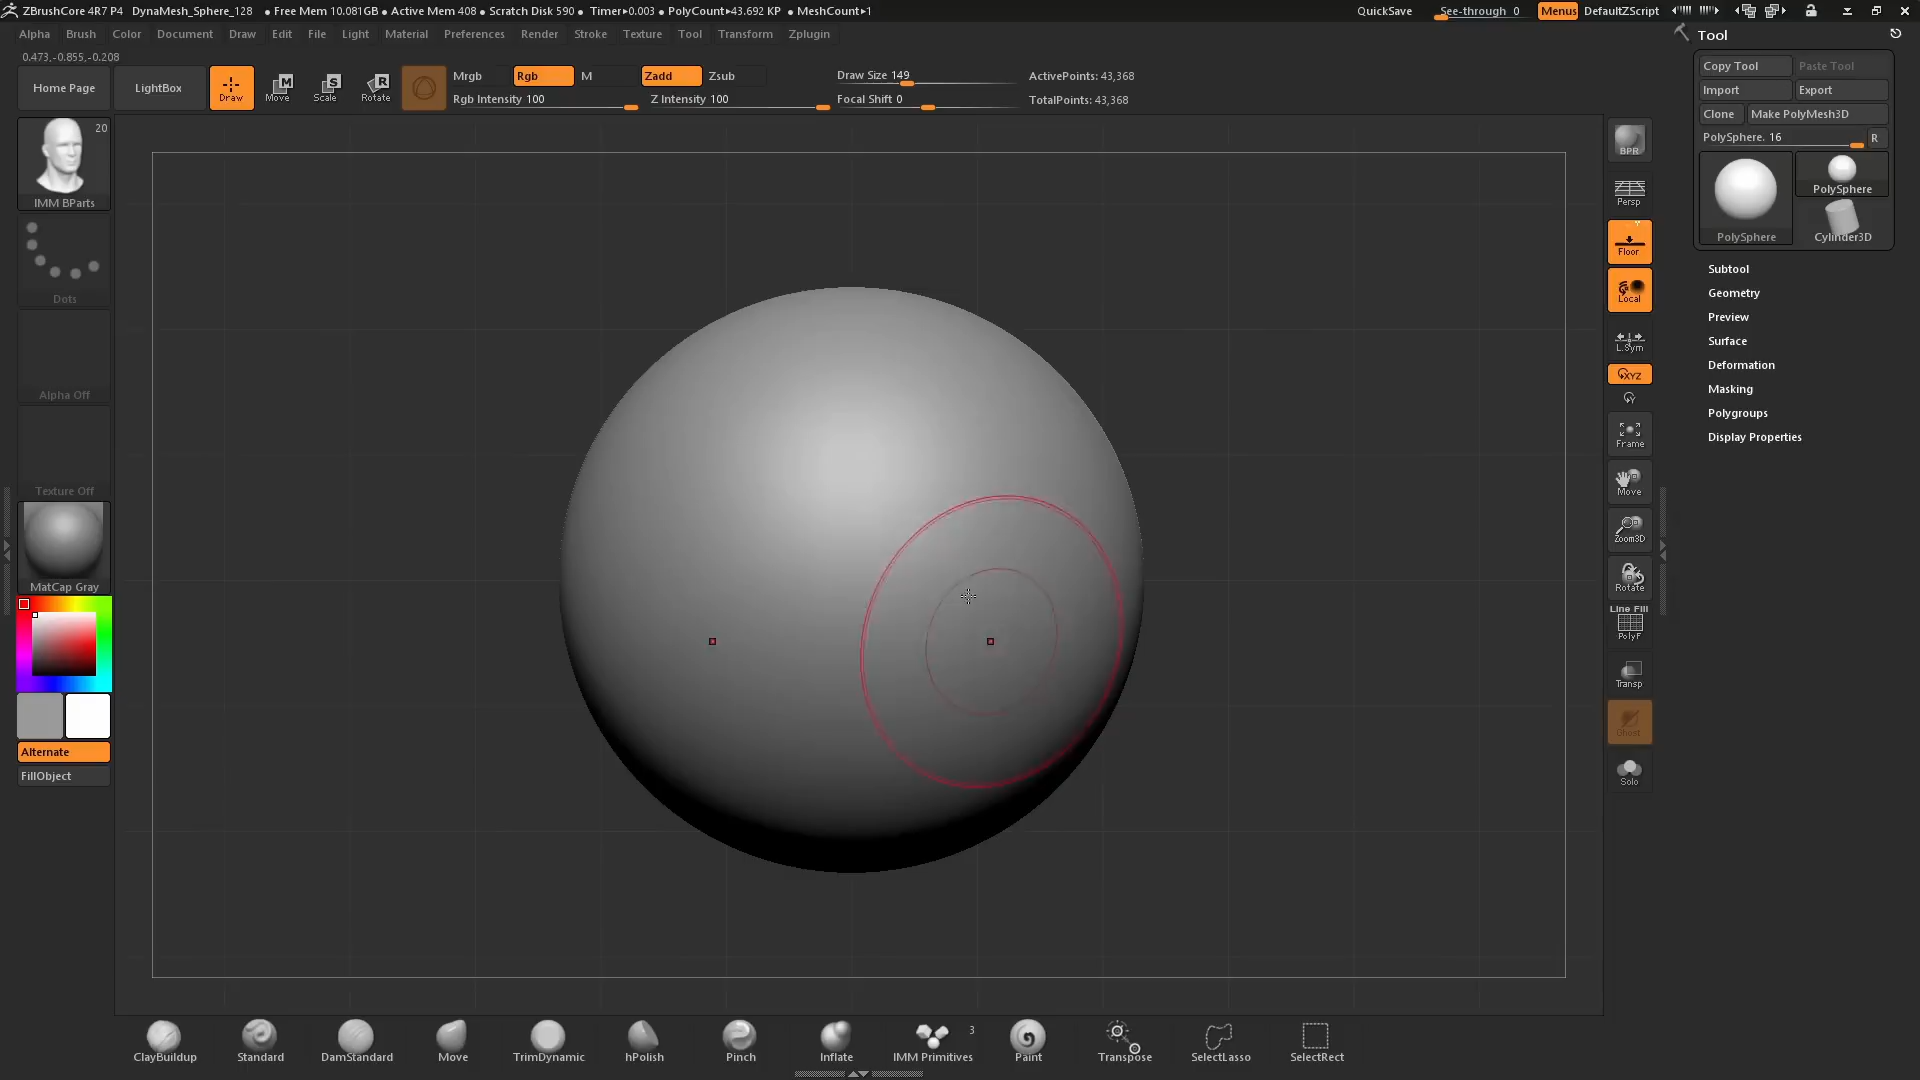 ZBrushCore 4R7 P4 DynaMesh_Sphere_128 ● Free Mem 10.081GB ● Active Mem 408 ● Scratch Disk 590 ● Timer▸0.003 ● PolyCount▸43.692 KP ● MeshCount▸1 QuickSave See-through 0 Menus DefaultZScript
Alpha Brush Color Document Draw Edit File Light Material Preferences Render Stroke Texture Tool Transform Zplugin
0.473,-0.855,-0.208
Home Page LightBox Draw Move Scale Rotate
M S R
Mrgb Rgb M Zadd Zsub Draw Size 149 ActivePoints: 43,368
Rgb Intensity 100 Z Intensity 100 Focal Shift 0 TotalPoints: 43,368
20
IMM BParts
Dots
Alpha Off
Texture Off
MatCap Gray
Alternate
FillObject
BPR
Persp
Floor
Local
L.Sym
XYZ
Y
Frame
Move
Zoom3D
Rotate
Line Fill
PolyF
Transp
Ghost
Solo
Tool
Copy Tool Paste Tool
Import Export
Clone Make PolyMesh3D
PolySphere. 16 R
PolySphere
PolySphere Cylinder3D
Subtool
Geometry
Preview
Surface
Deformation
Masking
Polygroups
Display Properties
3
ClayBuildup Standard DamStandard Move TrimDynamic hPolish Pinch Inflate IMM Primitives Paint Transpose SelectLasso SelectRect